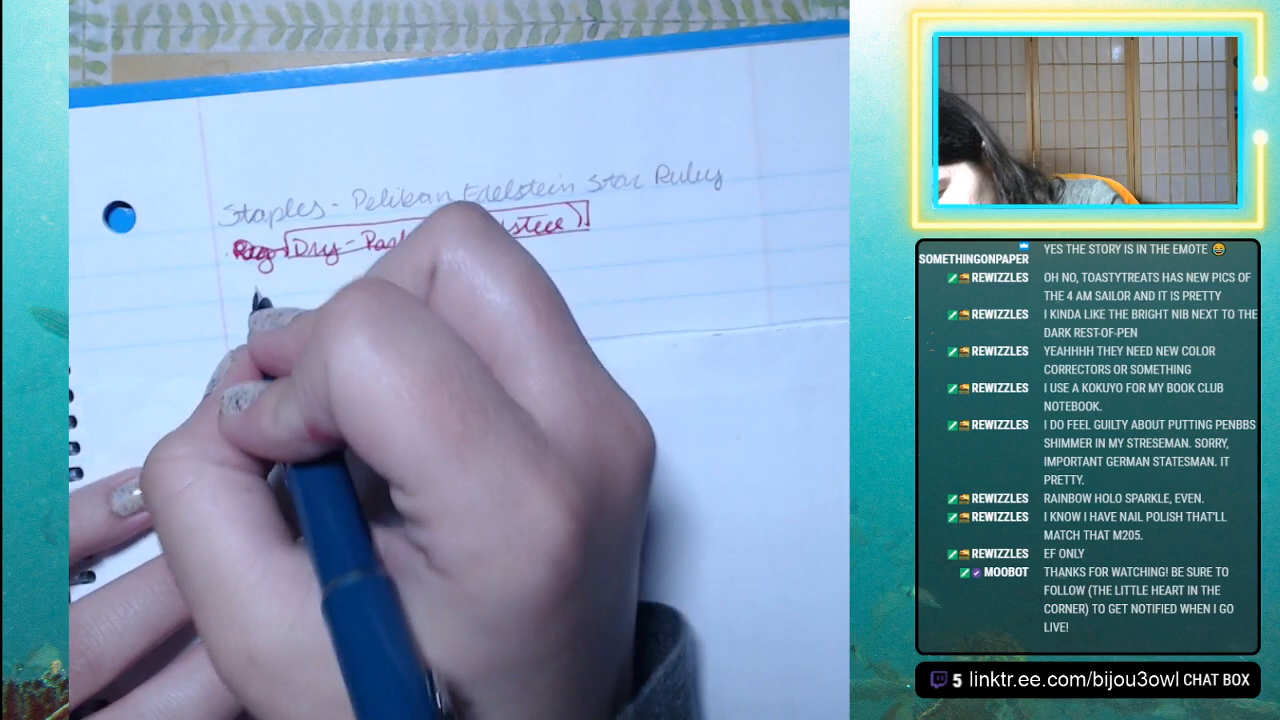 Staples - Pelikan Edelstein Star Ruby
Dry -
SOMETHINGONPAPER YES THE STORY IS IN THE EMOTE 😂
REWIZZLES OH NO, TOASTYTREATS HAS NEW PICS OF
THE 4 AM SAILOR AND IT IS PRETTY
REWIZZLES I KINDA LIKE THE BRIGHT NIB NEXT TO THE
DARK REST-OF-PEN
REWIZZLES YEAHHHH THEY NEED NEW COLOR
CORRECTORS OR SOMETHING
REWIZZLES I USE A KOKUYO FOR MY BOOK CLUB
NOTEBOOK.
REWIZZLES I DO FEEL GUILTY ABOUT PUTTING PENBBS
SHIMMER IN MY STRESEMAN. SORRY,
IMPORTANT GERMAN STATESMAN. IT
PRETTY.
REWIZZLES RAINBOW HOLO SPARKLE, EVEN.
REWIZZLES I KNOW I HAVE NAIL POLISH THAT'LL
MATCH THAT M205.
REWIZZLES EF ONLY
MOOBOT THANKS FOR WATCHING! BE SURE TO
FOLLOW (THE LITTLE HEART IN THE
CORNER) TO GET NOTIFIED WHEN I GO
LIVE!
5 linktr.ee.com/bijou3owl CHAT BOX